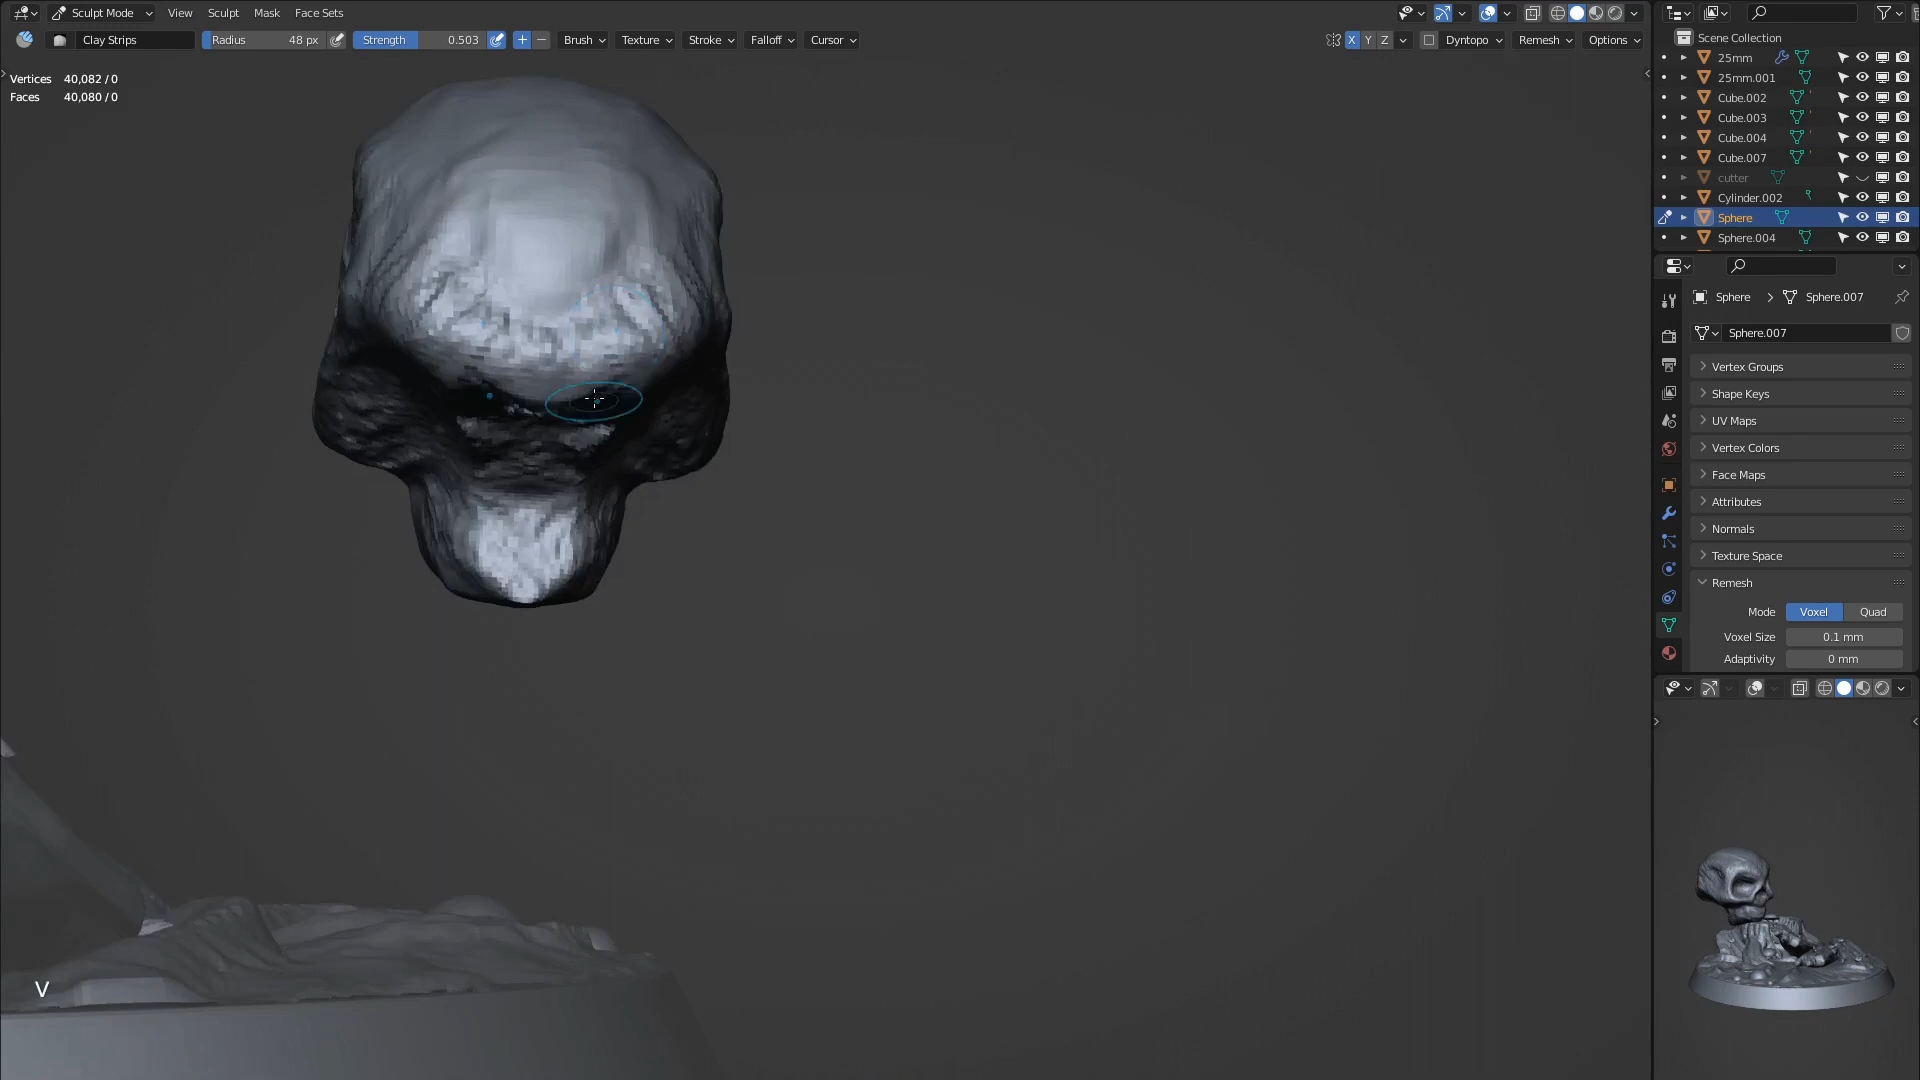 Sculpt Mode View Sculpt Mask Face Sets
Clay Strips Radius 48 px Strength 0.503 Brush Texture Stroke Falloff Cursor X Y Z Dyntopo Remesh Options
Vertices 40,082 / 0
Faces 40,080 / 0
V
Scene Collection
25mm
25mm.001
Cube.002
Cube.003
Cube.004
Cube.007
cutter
Cylinder.002
Sphere
Sphere.004
Sphere Sphere.007
Sphere.007
Vertex Groups
Shape Keys
UV Maps
Vertex Colors
Face Maps
Attributes
Normals
Texture Space
Remesh
Mode Voxel Quad
Voxel Size 0.1 mm
Adaptivity 0 mm